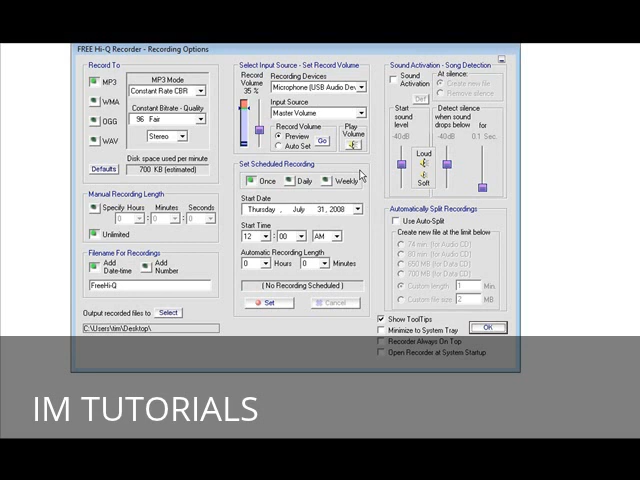 FREE Hi-Q Recorder - Recording Options
Record To
MP3
WMA
OGG
WAV
MP3 Mode
Constant Rate CBR
Constant Bitrate - Quality
96 Fair
Stereo
Disk space used per minute
Defaults
700 KB (estimated)
Manual Recording Length
Specify Hours Minutes Seconds
0 : 0 : 0
Unlimited
Filename For Recordings
Add Date-time
Add Number
FreeHi-Q
Output recorded files to
Select
C:\Users\tim\Desktop\
Select Input Source - Set Record Volume
Record Volume
35 %
Recording Devices
Microphone (USB Audio Dev
Input Source
Master Volume
Record Volume
Preview
Auto Set
Go
Play Volume
Set Scheduled Recording
Once
Daily
Weekly
Start Date
Thursday , July 31, 2008
Start Time
12 : 00 AM
Automatic Recording Length
0 Hours 0 Minutes
( No Recording Scheduled )
Set
Cancel
Sound Activation - Song Detection
Sound Activation
Def
At silence:
Create new file
Remove silence
Start sound level
-40dB
Loud
Soft
Detect silence when sound drops below for
-40dB 0.1 Sec.
Automatically Split Recordings
Use Auto-Split
Create new file at the limit below
74 min (for Audio CD)
80 min (for Audio CD)
650 MB (for Data CD)
700 MB (for Data CD)
Custom length 1 Min.
Custom file size 2 MB
Show ToolTips
Minimize to System Tray
Recorder Always On Top
Open Recorder at System Startup
OK
IM TUTORIALS